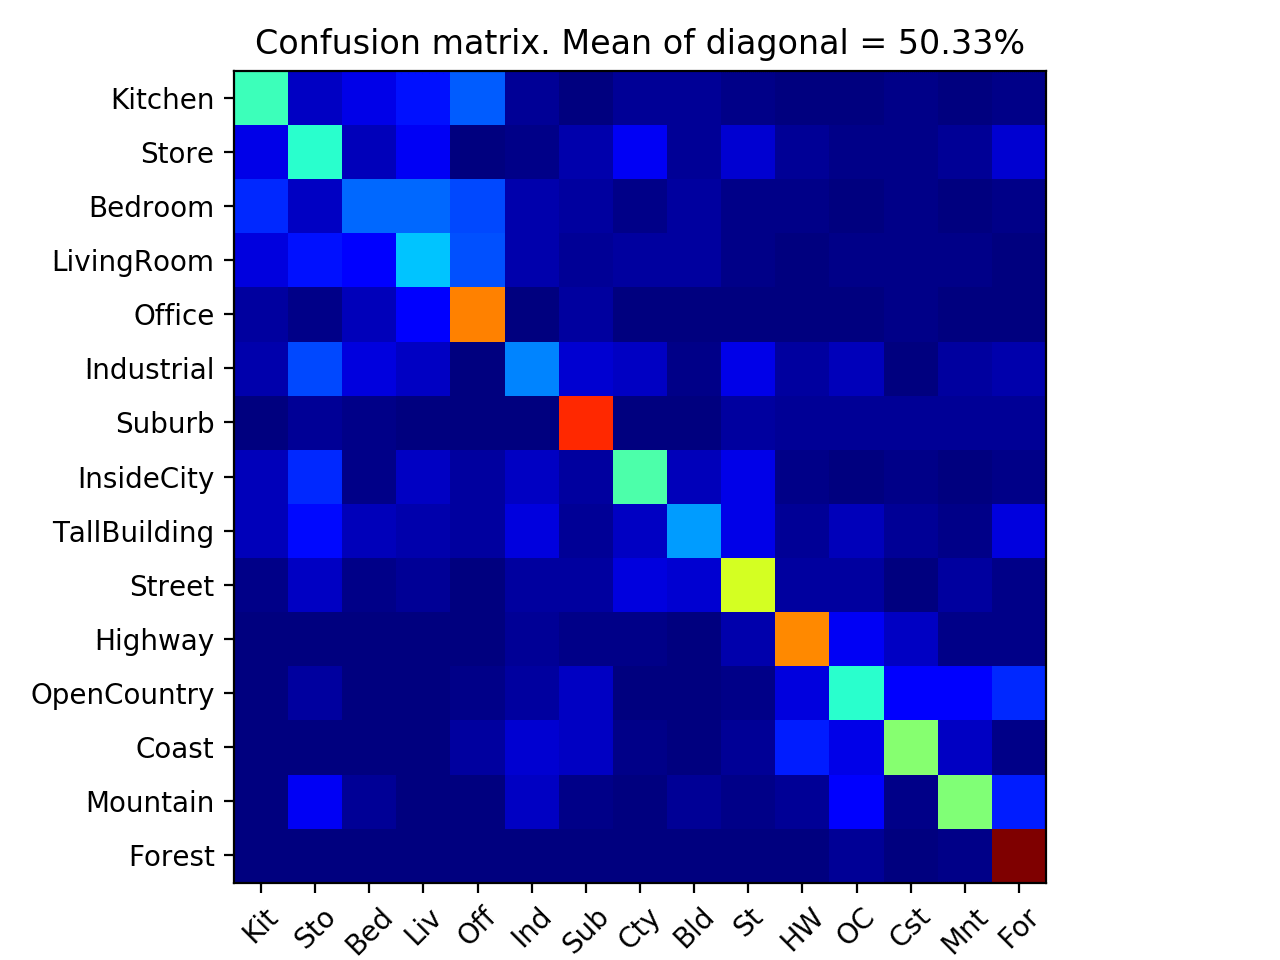 Confusion matrix. Mean of diagonal = 50.33%
Kitchen
Store
Bedroom
LivingRoom
Office
Industrial
Suburb
InsideCity
TallBuilding
Street
Highway
OpenCountry
Coast
Mountain
Forest
Kit Sto Bed Liv Off Ind Sub Cty Bld St HW OC Cst Mnt For